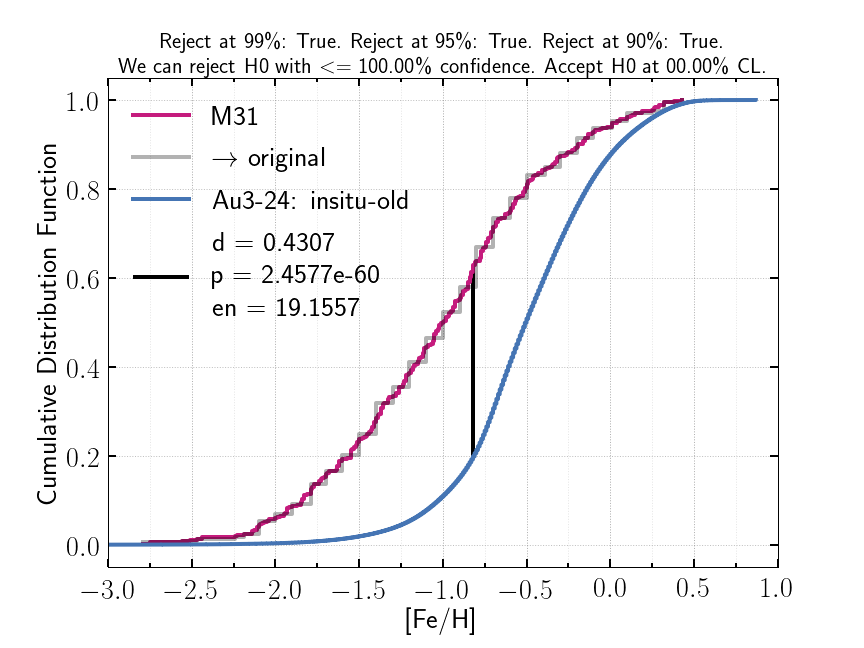 Reject at 99%: True. Reject at 95%: True. Reject at 90%: True.
We can reject H0 with <= 100.00% confidence. Accept H0 at 00.00% CL.
M31
→ original
Au3-24: insitu-old
d = 0.4307
p = 2.4577e-60
en = 19.1557
Cumulative Distribution Function
1.0
0.8
0.6
0.4
0.2
0.0
−3.0 −2.5 −2.0 −1.5 −1.0 −0.5 0.0 0.5 1.0
[Fe/H]